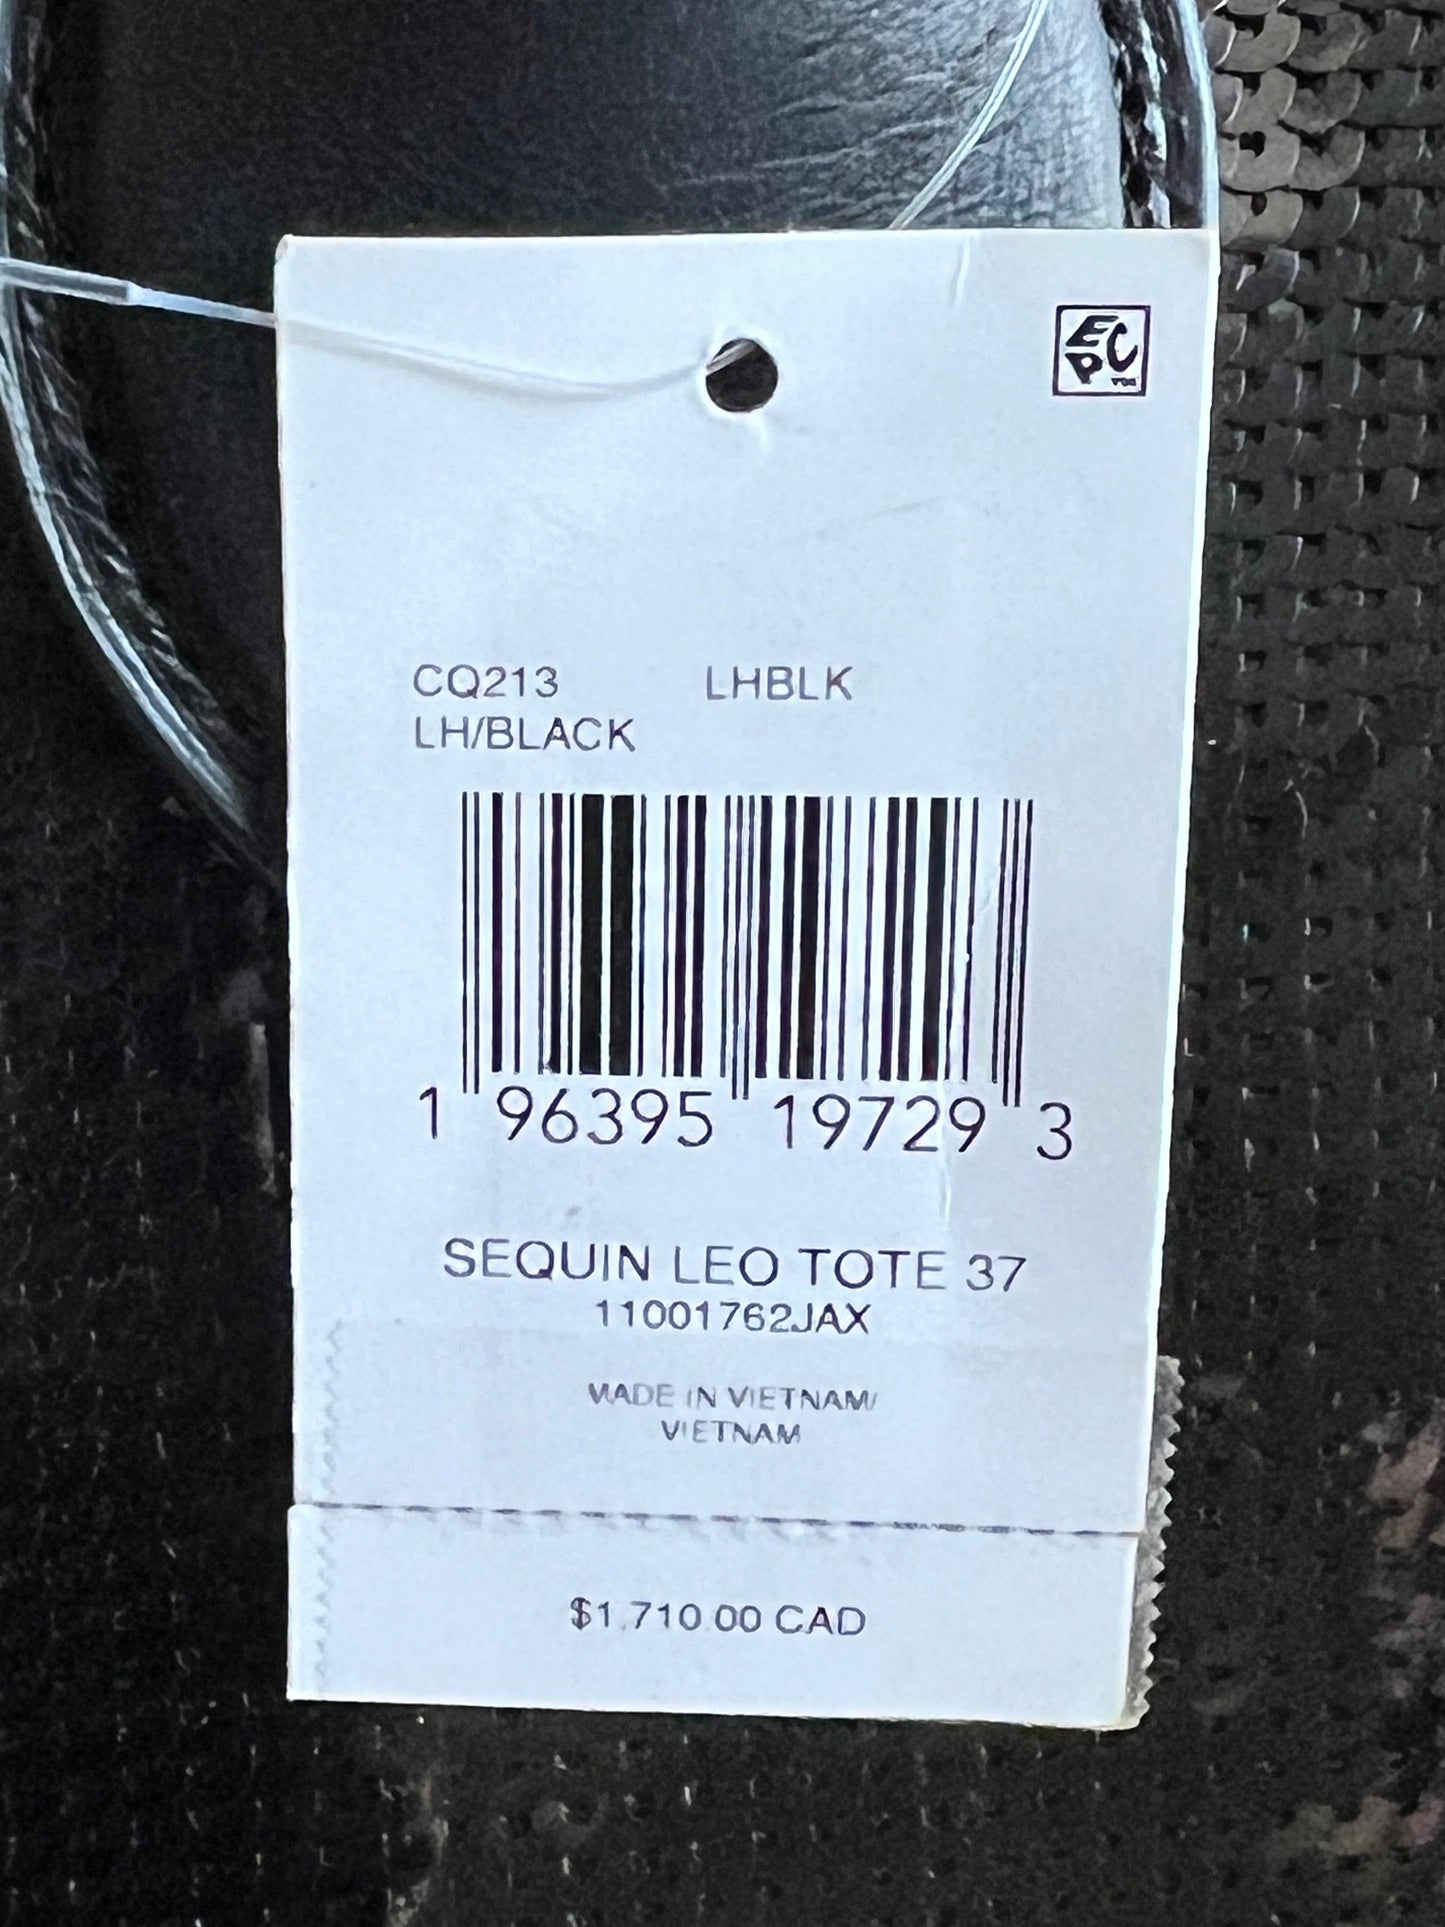 EPC
CQ213 LHBLK
LH/BLACK
1 96395 19729 3
SEQUIN LEO TOTE 37
11001762JAX
MADE IN VIETNAM/
VIETNAM
$1,710.00 CAD